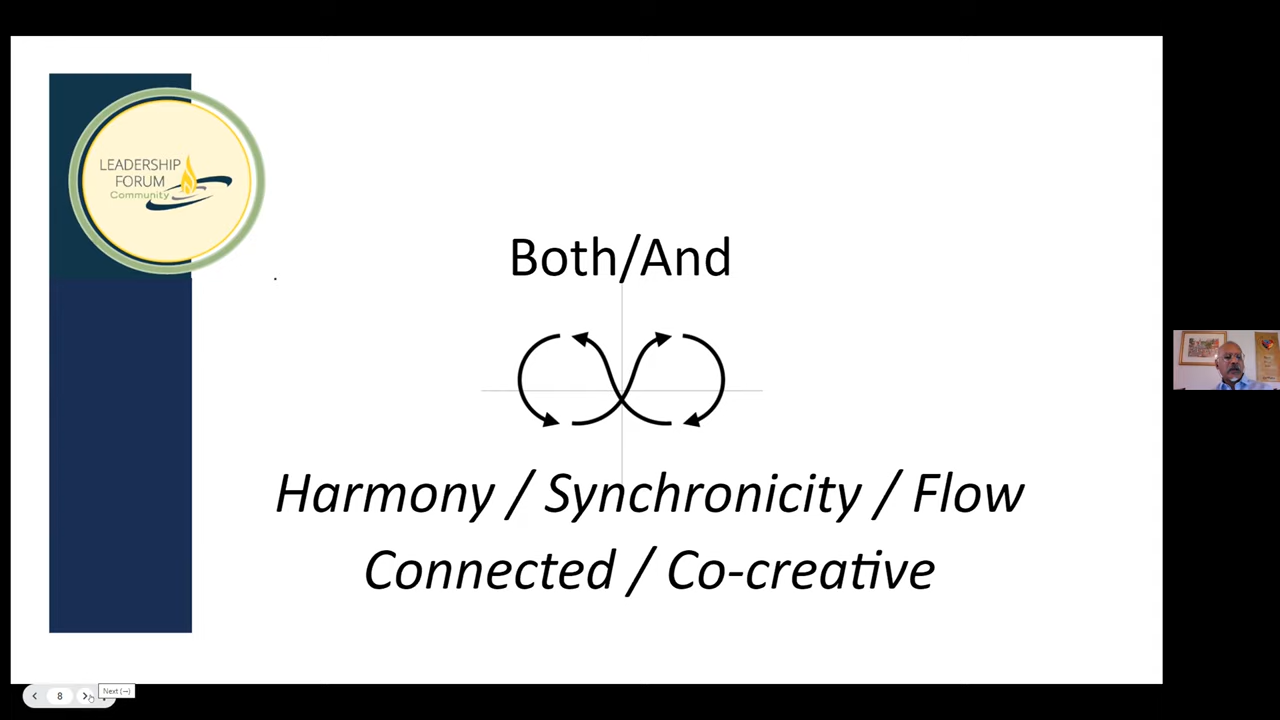 LEADERSHIP
FORUM
Community
Both/And
Harmony / Synchronicity / Flow
Connected / Co-creative
8
Next (→)